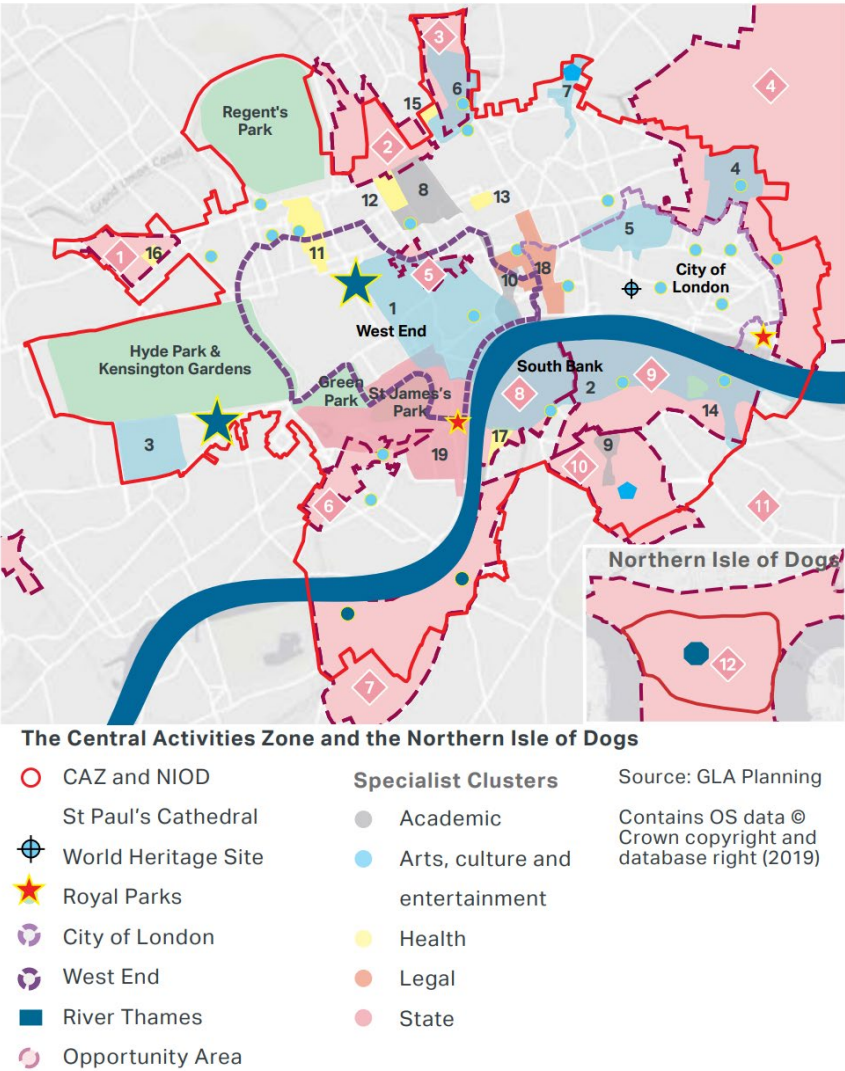 3
4
6
15
7
Regent's
Park
2
4
12
8
13
5
1
16
11
5
10
18
City of
London
1
West End
Hyde Park &
Kensington Gardens
South Bank
Green
Park
St James's
Park
8
2
9
14
3
17
9
19
10
6
11
Northern Isle of Dogs
12
7
The Central Activities Zone and the Northern Isle of Dogs
CAZ and NIOD
St Paul's Cathedral
World Heritage Site
Royal Parks
City of London
West End
River Thames
Opportunity Area
Specialist Clusters
Academic
Arts, culture and
entertainment
Health
Legal
State
Source: GLA Planning
Contains OS data ©
Crown copyright and
database right (2019)